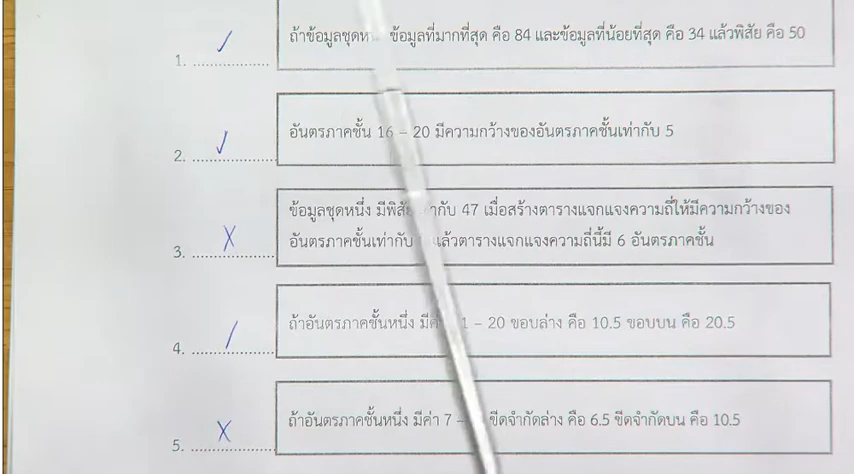 1. ✓ ถ้าข้อมูลชุด ข้อมูลที่มากที่สุด คือ 84 และข้อมูลที่น้อยที่สุด คือ 34 แล้วพิสัย คือ 50
2. ✓ อันตรภาคชั้น 16 – 20 มีความกว้างของอันตรภาคชั้นเท่ากับ 5
3. X ข้อมูลชุดหนึ่ง มีพิสัย 47 เมื่อสร้างตารางแจกแจงความถี่ให้มีความกว้างของ
อันตรภาคชั้นเท่ากับ แล้วตารางแจกแจงความถี่นี้มี 6 อันตรภาคชั้น
4. / ถ้าอันตรภาคชั้นหนึ่ง – 20 ขอบล่าง คือ 10.5 ขอบบน คือ 20.5
5. X ถ้าอันตรภาคชั้นหนึ่ง มีค่า 7 – ขีดจำกัดล่าง คือ 6.5 ขีดจำกัดบน คือ 10.5